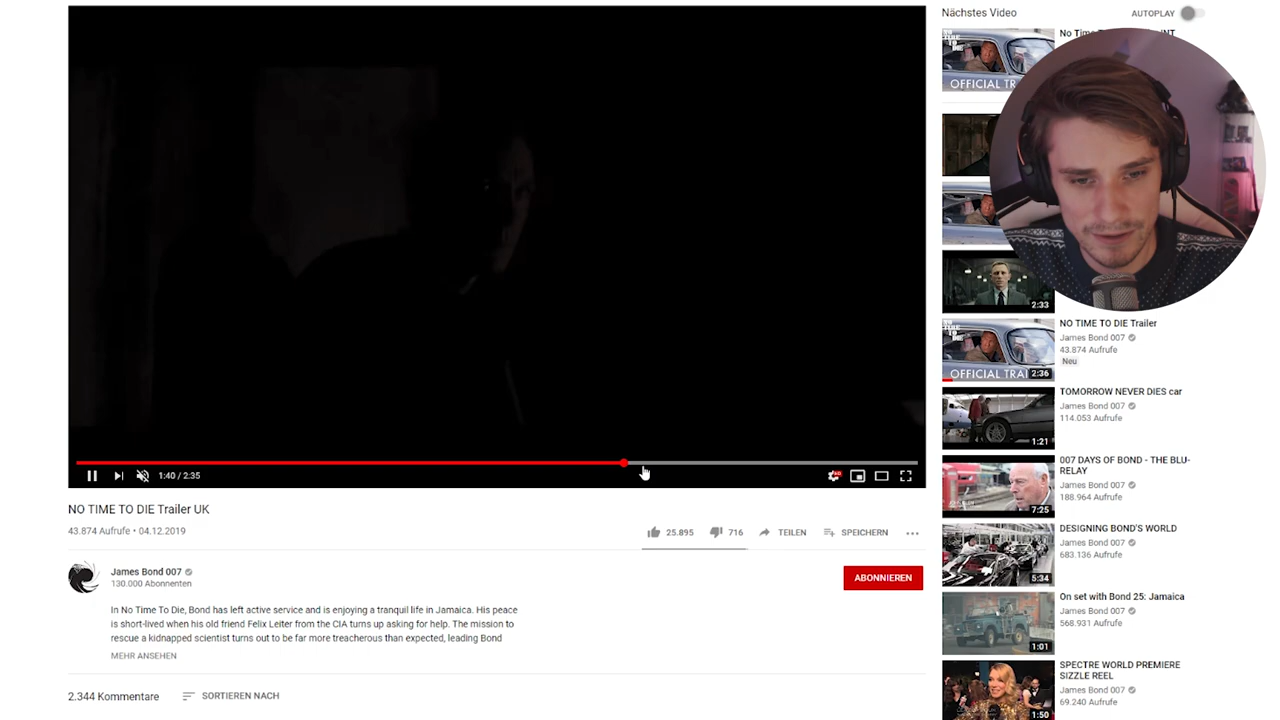 1:40 / 2:35
NO TIME TO DIE Trailer UK
43.874 Aufrufe • 04.12.2019
25.895
716
TEILEN
SPEICHERN
James Bond 007
130.000 Abonnenten
ABONNIEREN
In No Time To Die, Bond has left active service and is enjoying a tranquil life in Jamaica. His peace
is short-lived when his old friend Felix Leiter from the CIA turns up asking for help. The mission to
rescue a kidnapped scientist turns out to be far more treacherous than expected, leading Bond
MEHR ANSEHEN
2.344 Kommentare
SORTIEREN NACH
Nächstes Video
AUTOPLAY
NO TIME TO DIE
OFFICIAL TR
2:33
NO TIME TO DIE Trailer
James Bond 007
43.874 Aufrufe
Neu
OFFICIAL TRAI
2:36
TOMORROW NEVER DIES car
James Bond 007
114.053 Aufrufe
1:21
007 DAYS OF BOND - THE BLU-
RELAY
James Bond 007
188.964 Aufrufe
7:25
DESIGNING BOND'S WORLD
James Bond 007
683.136 Aufrufe
5:34
On set with Bond 25: Jamaica
James Bond 007
568.931 Aufrufe
1:01
SPECTRE WORLD PREMIERE
SIZZLE REEL
James Bond 007
69.240 Aufrufe
1:50